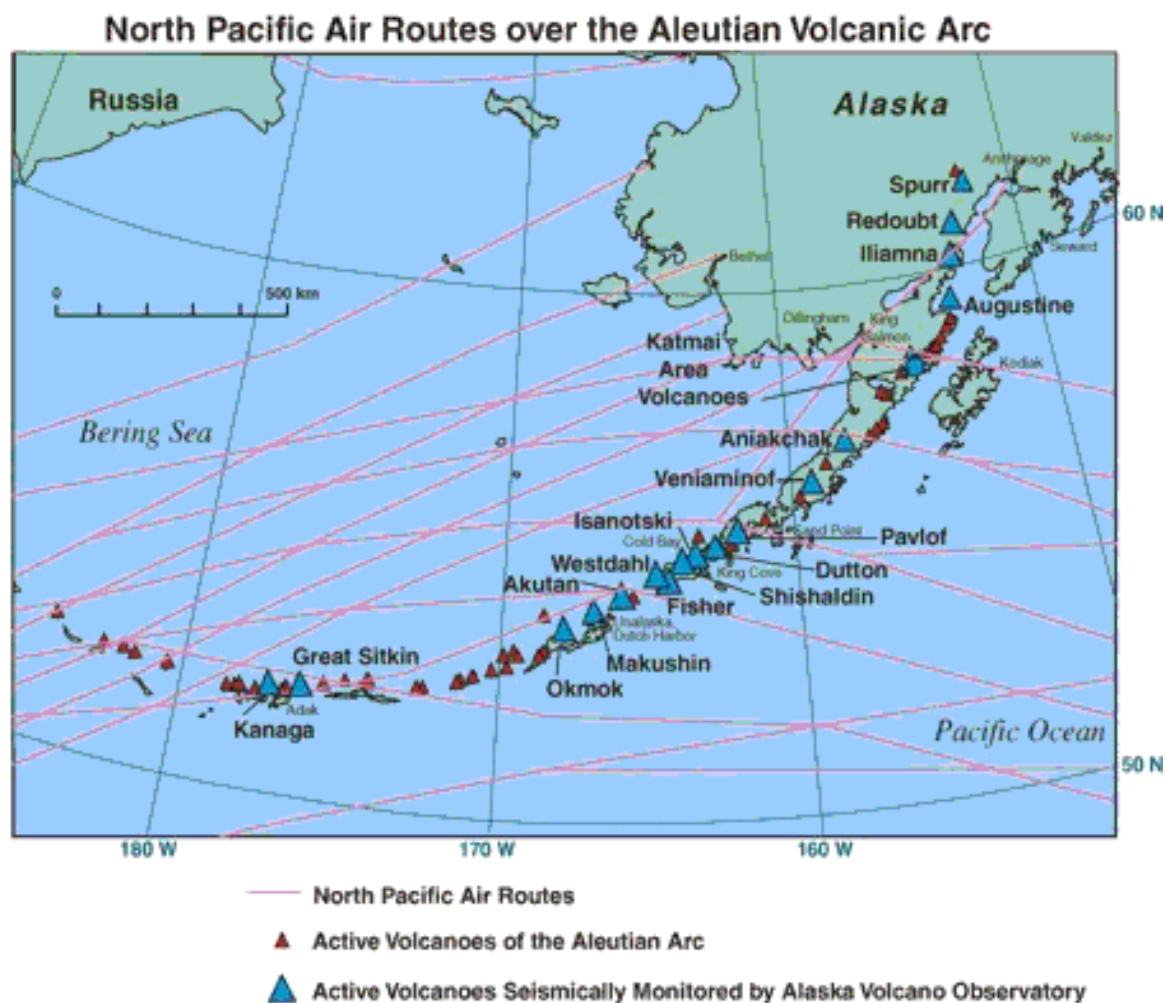 North Pacific Air Routes over the Aleutian Volcanic Arc
Russia
Alaska
Valdez
Anchorage
Spurr
60 N
Redoubt
Seward
Iliamna
Bethel
0
500 km
Augustine
Dillingham
King
Salmon
Katmai
Area
Volcanoes
Kodiak
Bering Sea
Aniakchak
Veniaminof
Isanotski
Sand Point
Cold Bay
Pavlof
Westdahl
King Cove
Dutton
Akutan
Shishaldin
Fisher
Unalaska,
Dutch Harbor
Great Sitkin
Makushin
Okmok
Adak
Kanaga
Pacific Ocean
50 N
180 W
170 W
160 W
North Pacific Air Routes
Active Volcanoes of the Aleutian Arc
Active Volcanoes Seismically Monitored by Alaska Volcano Observatory